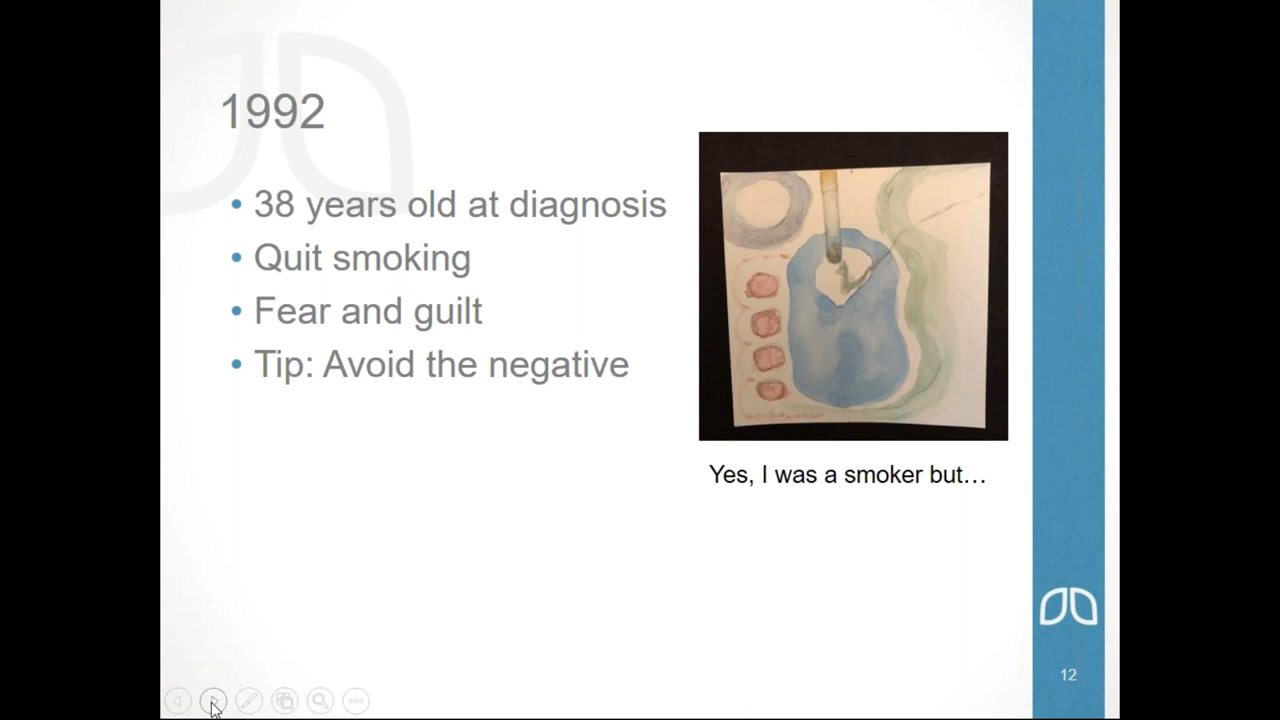 1992
• 38 years old at diagnosis
• Quit smoking
• Fear and guilt
• Tip: Avoid the negative
Yes, I was a smoker but…
12